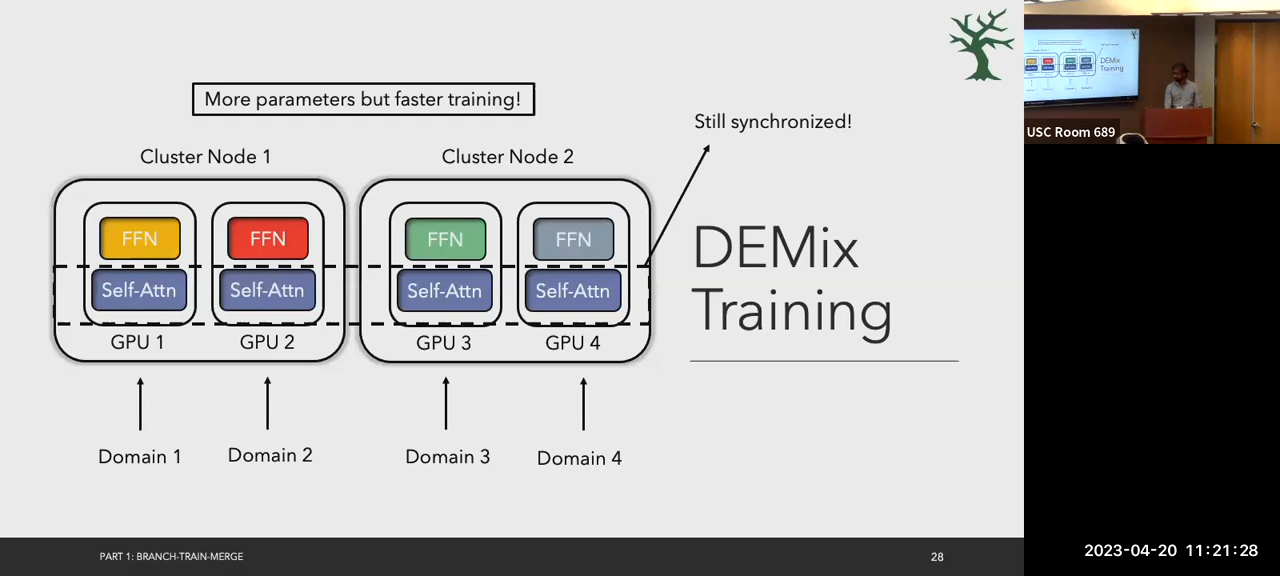 More parameters but faster training!
Still synchronized!
Cluster Node 1
Cluster Node 2
FFN
FFN
FFN
FFN
Self-Attn
Self-Attn
Self-Attn
Self-Attn
GPU 1
GPU 2
GPU 3
GPU 4
DEMix
Training
Domain 1
Domain 2
Domain 3
Domain 4
PART 1: BRANCH-TRAIN-MERGE
28
DEMix
Training
USC Room 689
2023-04-20 11:21:28